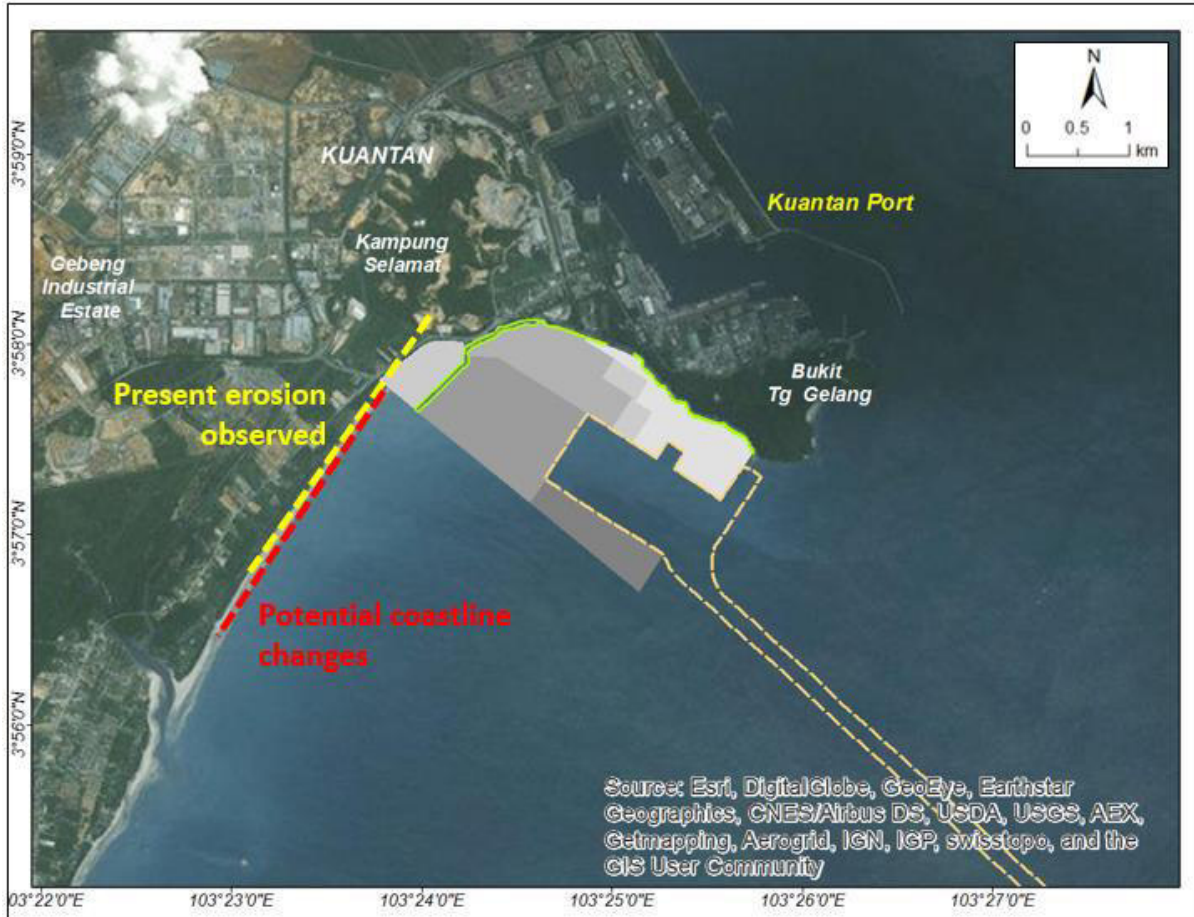 N
0 0.5 1
km
KUANTAN
Kuantan Port
Kampung
Selamat
Gebeng
Industrial
Estate
Bukit
Tg Gelang
Present erosion
observed
Potential coastline
changes
3°59'0"N
3°58'0"N
3°57'0"N
3°56'0"N
Source: Esri, DigitalGlobe, GeoEye, Earthstar
Geographics, CNES/Airbus DS, USDA, USGS, AEX,
Getmapping, Aerogrid, IGN, IGP, swisstopo, and the
GIS User Community
03°22'0"E 103°23'0"E 103°24'0"E 103°25'0"E 103°26'0"E 103°27'0"E